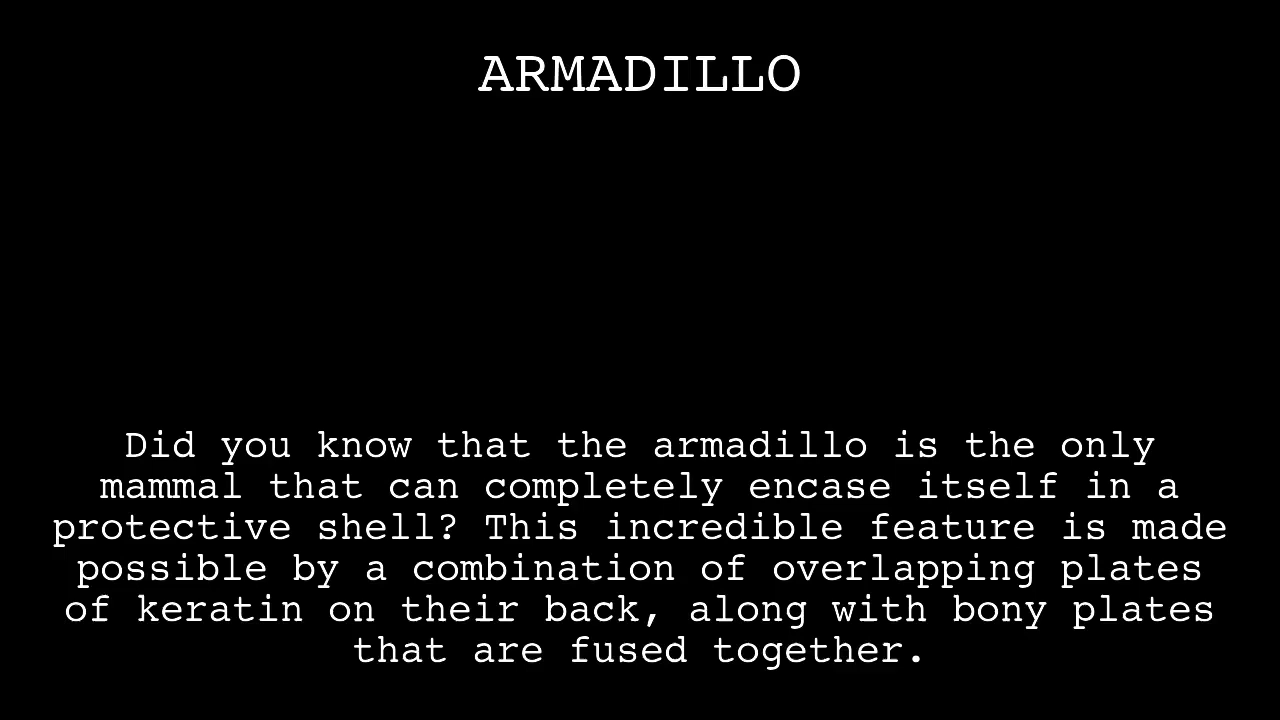 ARMADILLO
Did you know that the armadillo is the only
mammal that can completely encase itself in a
protective shell? This incredible feature is made
possible by a combination of overlapping plates
of keratin on their back, along with bony plates
that are fused together.